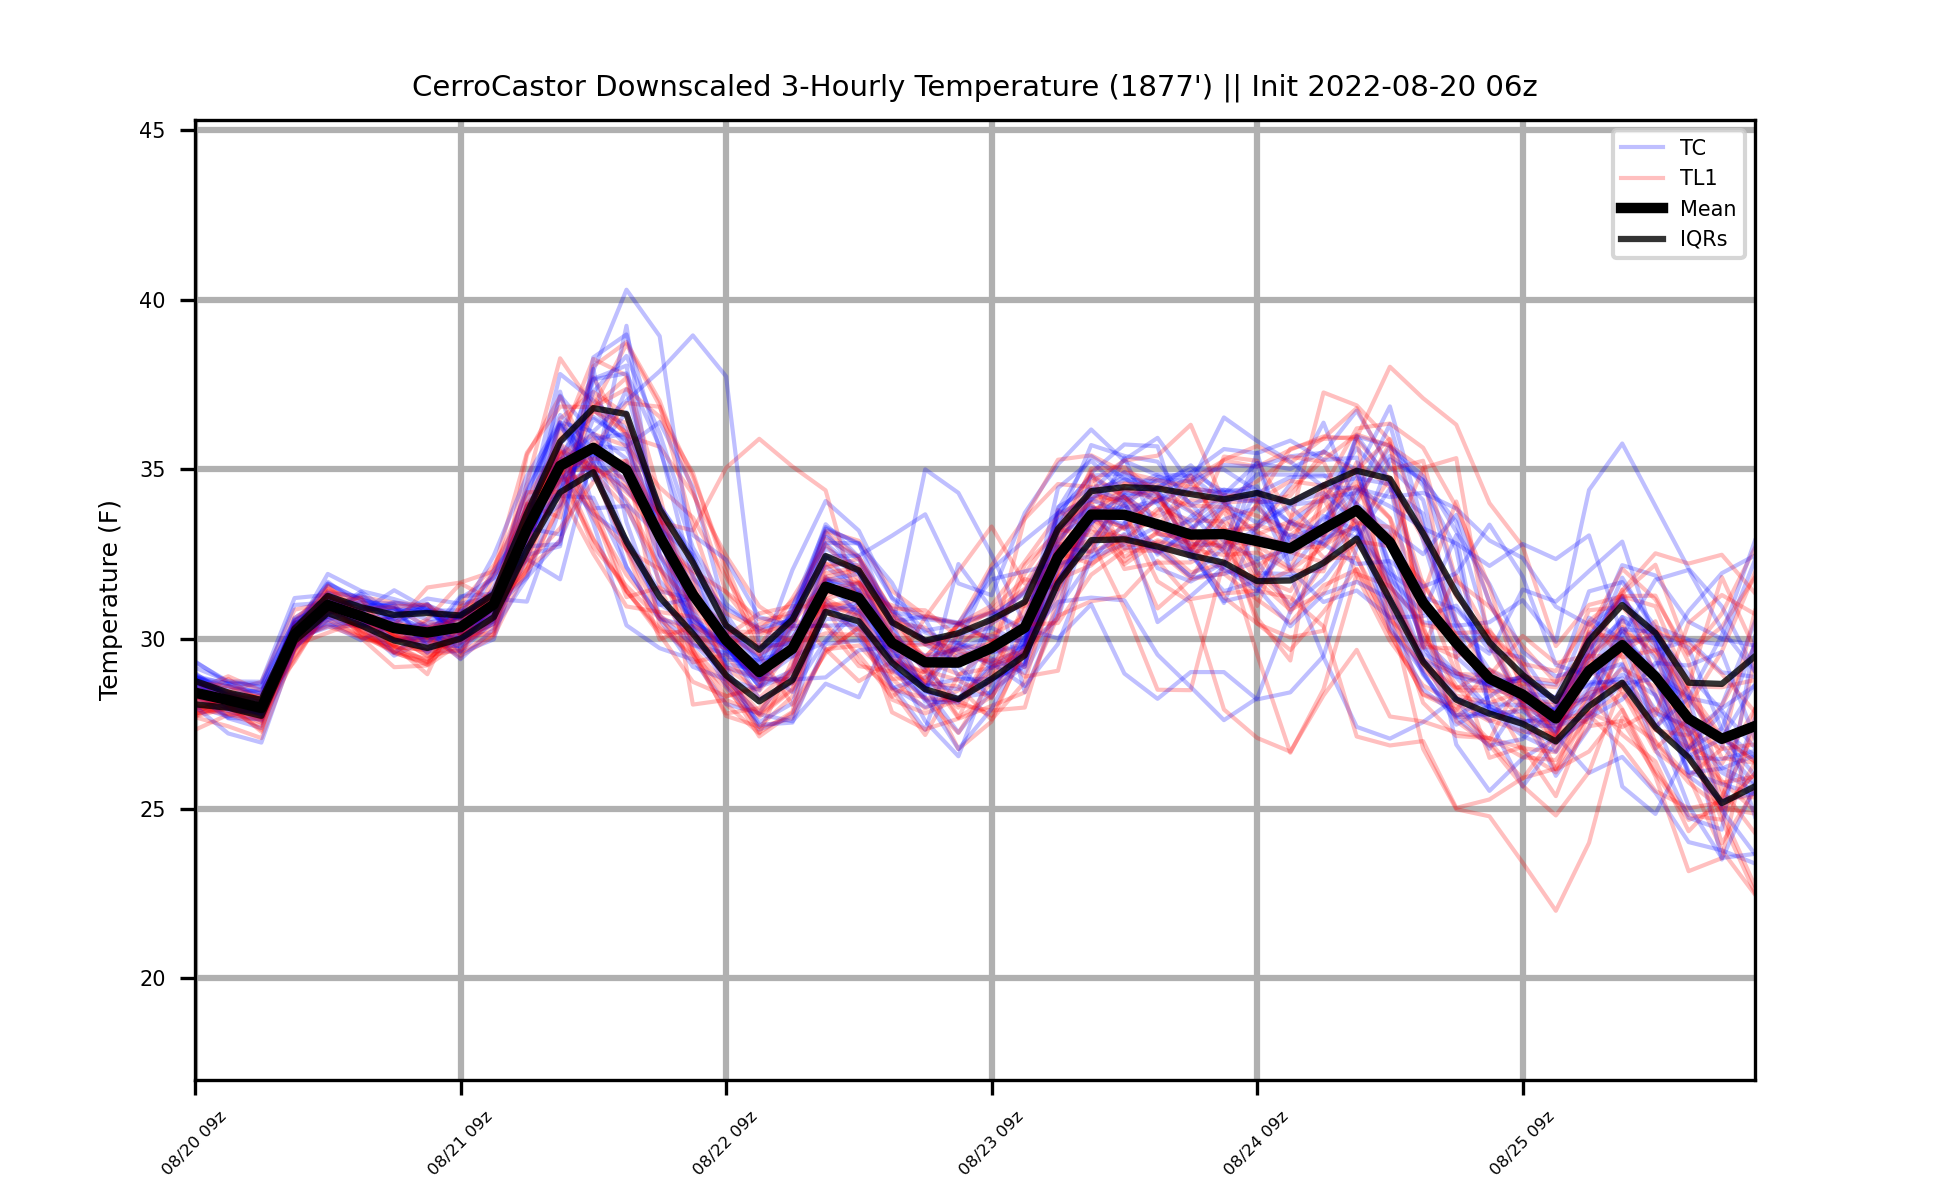 CerroCastor Downscaled 3-Hourly Temperature (1877') || Init 2022-08-20 06z
TC
TL1
Mean
IQRs
Temperature (F)
45
40
35
30
25
20
08/20 09z
08/21 09z
08/22 09z
08/23 09z
08/24 09z
08/25 09z